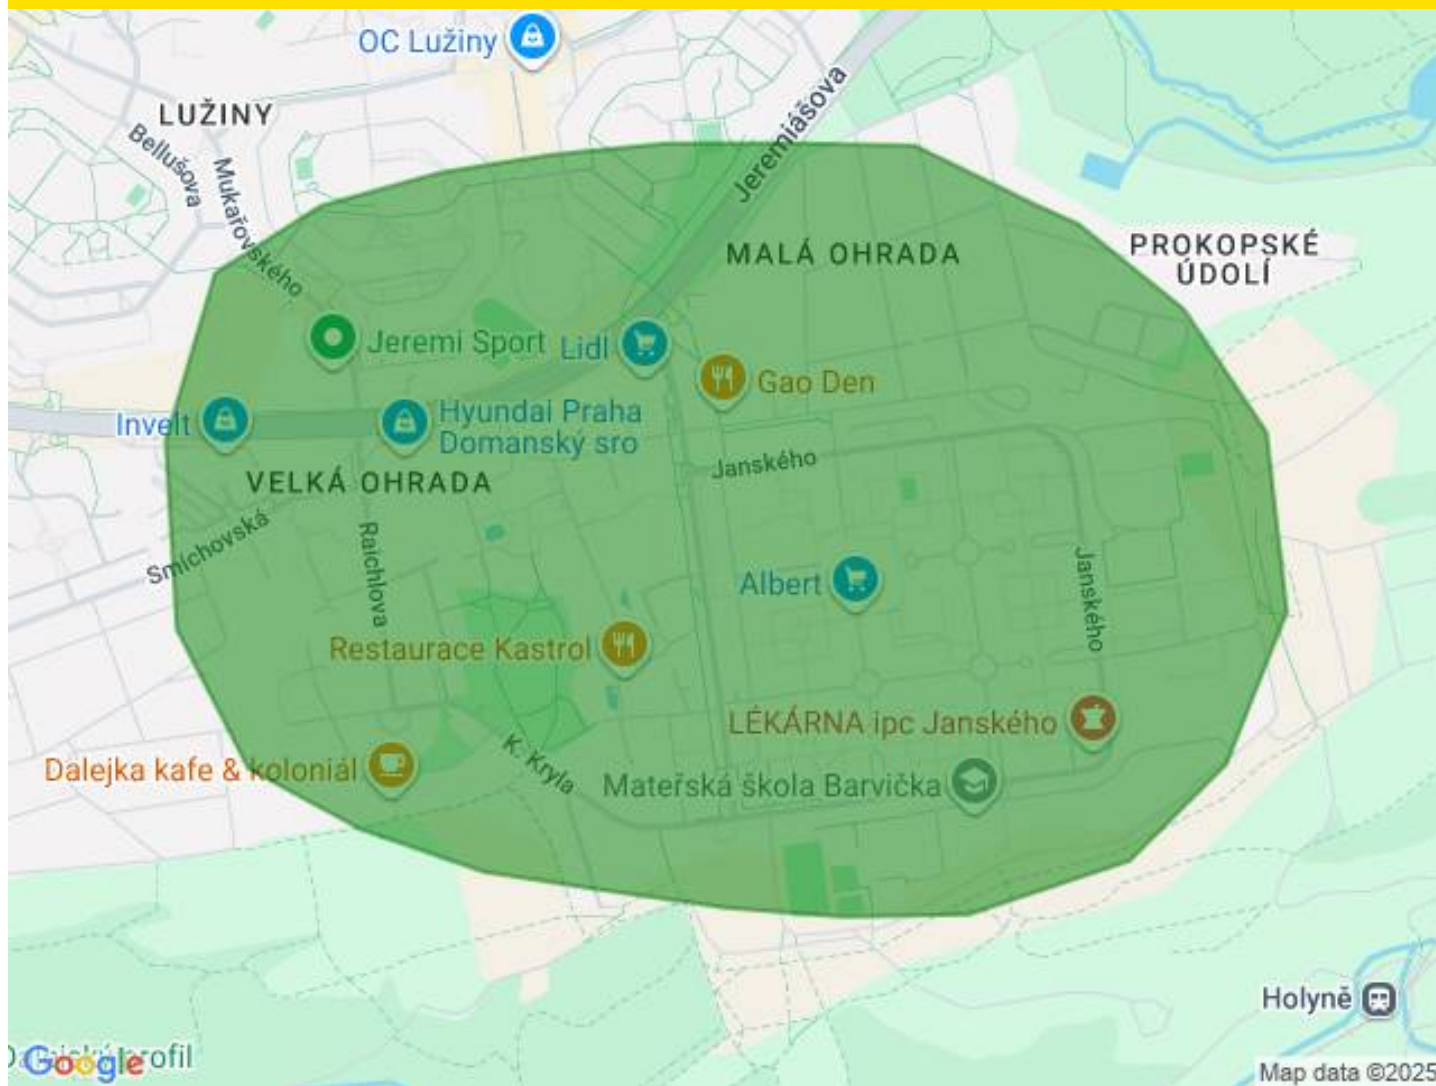 OC Lužiny
LUŽINY
Bellušova
Mukařovského
Jeremiášova
MALÁ OHRADA
PROKOPSKÉ
ÚDOLÍ
Jeremi Sport
Lidl
Gao Den
Invelt
Hyundai Praha
Domanský sro
Janského
VELKÁ OHRADA
Smíchovská
Raichlova
Albert
Janského
Restaurace Kastrol
LÉKÁRNA ipc Janského
Dalejka kafe & koloniál
K. Kryla
Mateřská škola Barvička
Holyně
Google
profil
Map data ©2025